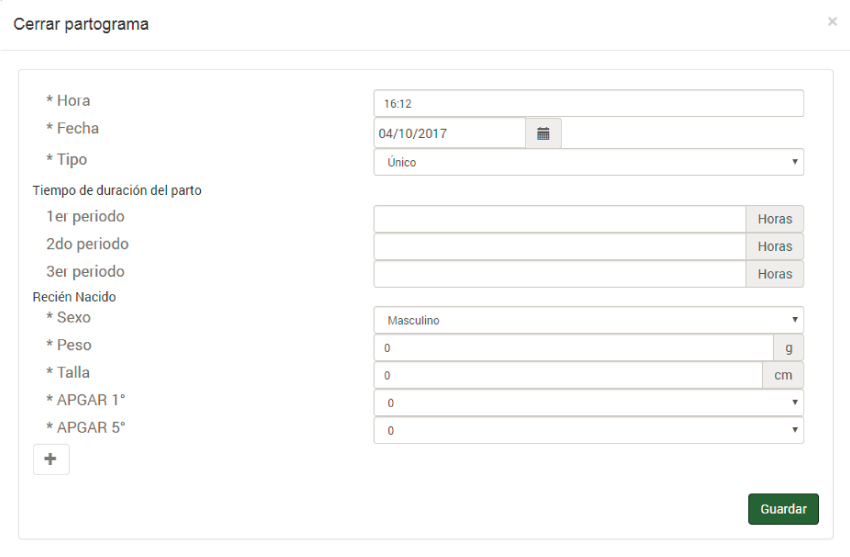 Cerrar partograma ×
* Hora 16:12
* Fecha 04/10/2017
* Tipo Único
Tiempo de duración del parto
1er periodo Horas
2do periodo Horas
3er periodo Horas
Recién Nacido
* Sexo Masculino
* Peso 0 g
* Talla 0 cm
* APGAR 1° 0
* APGAR 5° 0
+
Guardar